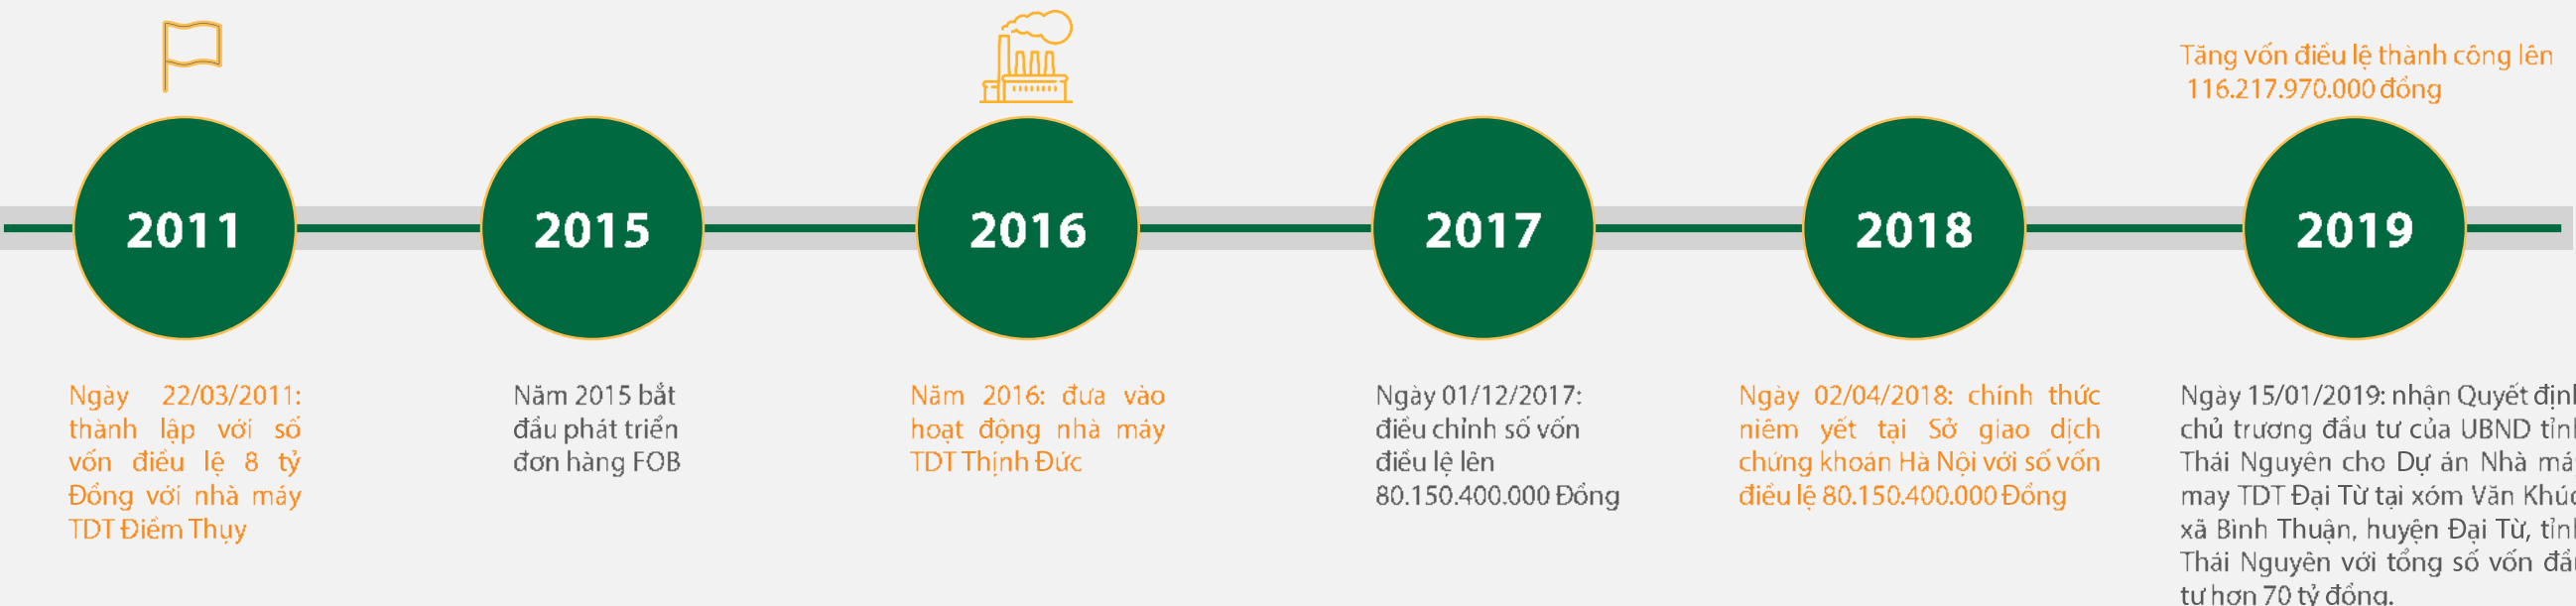 Tăng vốn điều lệ thành công lên
116.217.970.000 đồng
2011
2015
2016
2017
2018
2019
Ngày 22/03/2011:
thành lập với số
vốn điều lệ 8 tỷ
Đồng với nhà máy
TDT Điềm Thụy
Năm 2015 bắt
đầu phát triển
đơn hàng FOB
Năm 2016: đưa vào
hoạt động nhà máy
TDT Thịnh Đức
Ngày 01/12/2017:
điều chỉnh số vốn
điều lệ lên
80.150.400.000 Đồng
Ngày 02/04/2018: chính thức
niêm yết tại Sở giao dịch
chứng khoán Hà Nội với số vốn
điều lệ 80.150.400.000 Đồng
Ngày 15/01/2019: nhận Quyết
chủ trương đầu tư của UBND
Thái Nguyên cho Dự án Nhà
may TDT Đại Từ tại xóm Văn
xã Bình Thuận, huyện Đại Từ,
Thái Nguyên với tổng số vốn
tư hơn 70 tỷ đồng.